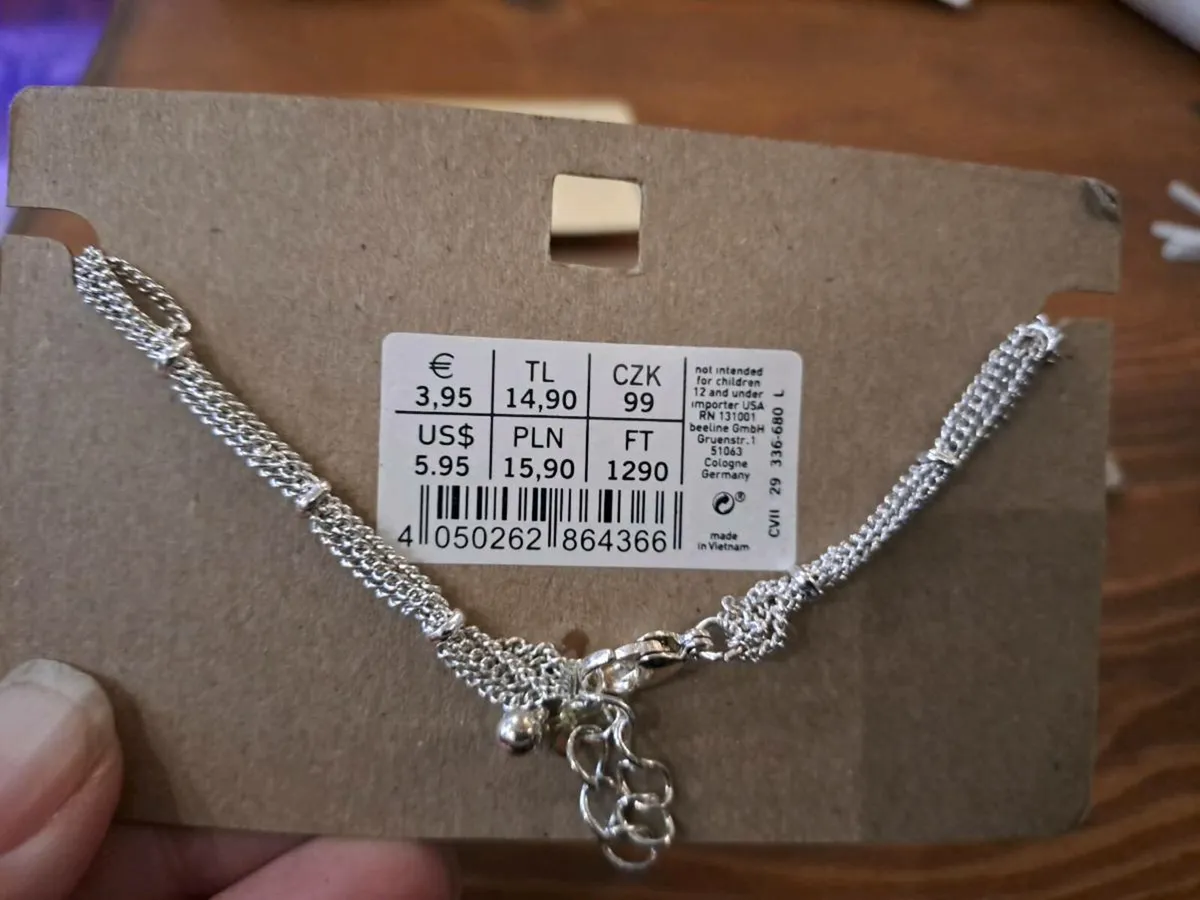 € TL CZK
3,95 14,90 99
US$ PLN FT
5.95 15,90 1290
4 050262 864366
not intended
for children
12 and under
importer USA
RN 131001
beeline GmbH
Gruenstr.1
51063
Cologne
Germany
®
made
in Vietnam
CVII 29 336-680 L